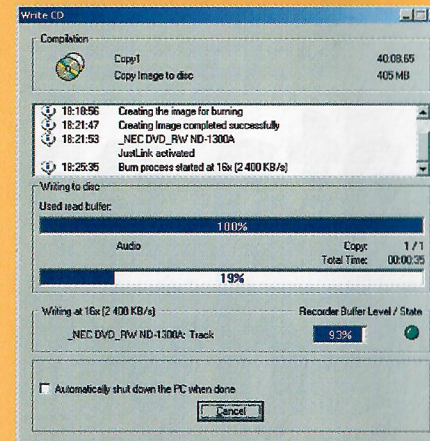 Write CD
Compilation
Copy1 40:09.65
Copy Image to disc 405 MB
18:18:56 Creating the image for burning
18:21:47 Creating Image completed successfully
18:21:53 _NEC DVD_RW ND-1300A
JustLink activated
18:25:35 Burn process started at 16x (2 400 KB/s)
Writing to disc
Used read buffer:
100%
Audio Copy: 1 / 1
Total Time: 00:00:35
19%
Writing at 16x (2 400 KB/s) Recorder Buffer Level / State
_NEC DVD_RW ND-1300A: Track 93%
Automatically shut down the PC when done
Cancel